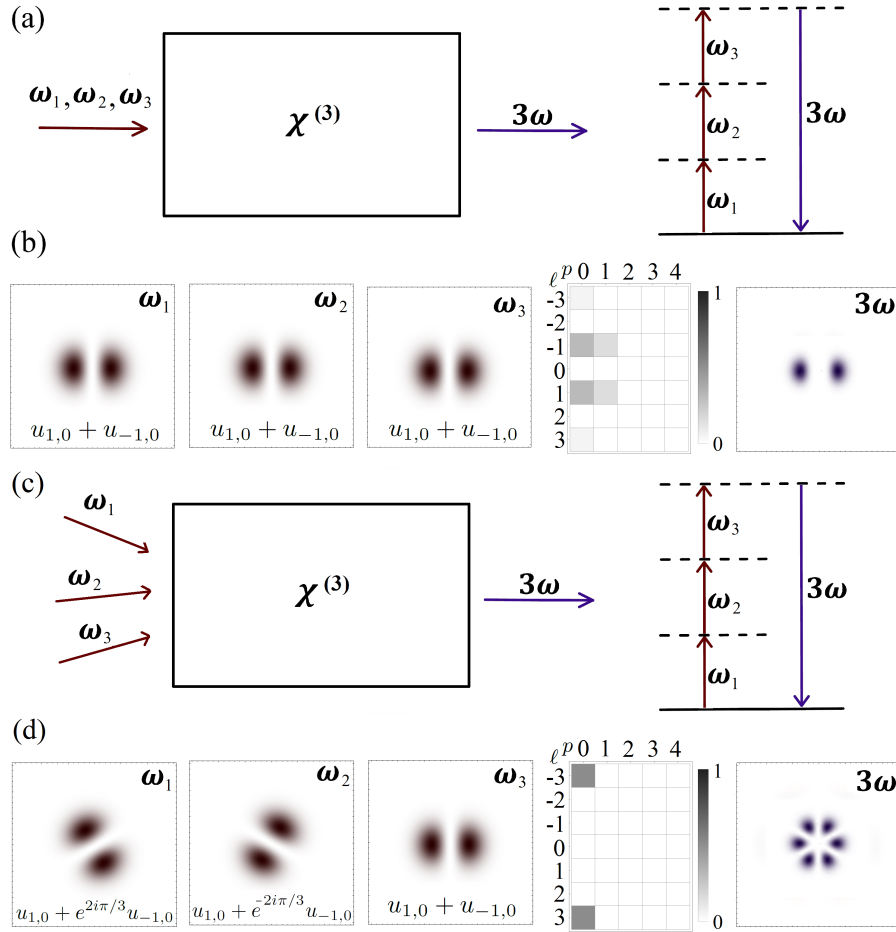 (a)
ω₁, ω₂, ω₃
χ⁽³⁾
3ω
ω₃
ω₂
ω₁
3ω
(b)
ω₁
u₁,₀ + u₋₁,₀
ω₂
u₁,₀ + u₋₁,₀
ω₃
u₁,₀ + u₋₁,₀
ℓ p 0 1 2 3 4
-3
-2
-1
0
1
2
3
1
0
3ω
(c)
ω₁
ω₂
ω₃
χ⁽³⁾
3ω
ω₃
ω₂
ω₁
3ω
(d)
ω₁
u₁,₀ + e^{2iπ/3} u₋₁,₀
ω₂
u₁,₀ + e^{-2iπ/3} u₋₁,₀
ω₃
u₁,₀ + u₋₁,₀
ℓ p 0 1 2 3 4
-3
-2
-1
0
1
2
3
1
0
3ω